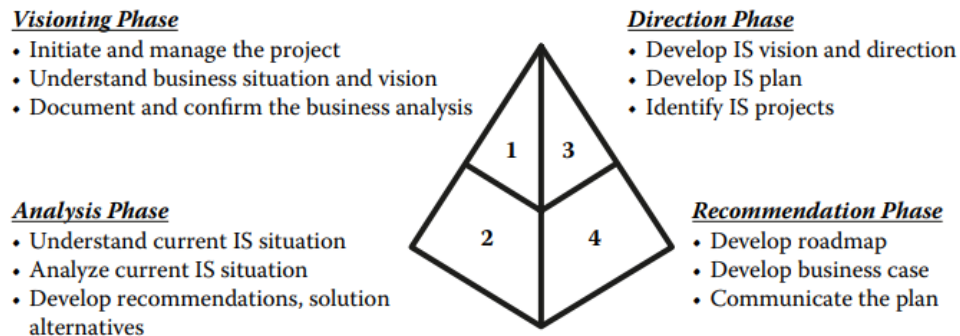 Visioning Phase
• Initiate and manage the project
• Understand business situation and vision
• Document and confirm the business analysis
Direction Phase
• Develop IS vision and direction
• Develop IS plan
• Identify IS projects
1
3
2
4
Analysis Phase
• Understand current IS situation
• Analyze current IS situation
• Develop recommendations, solution
alternatives
Recommendation Phase
• Develop roadmap
• Develop business case
• Communicate the plan